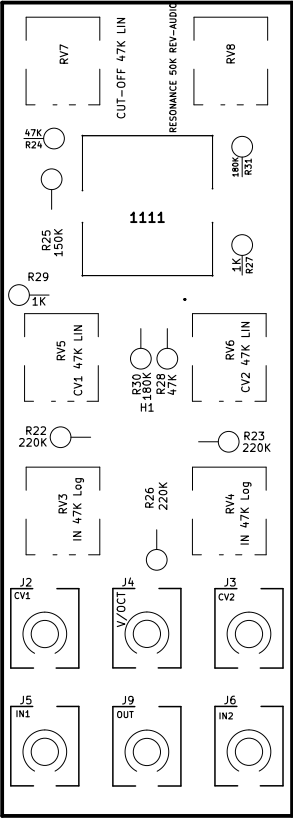 RV7
CUT-OFF 47K LIN
RESONANCE 50K REV-AUDIO
RV8
47K
R24
180K
R31
1111
R25
150K
1K
R27
R29
1K
RV5
CV1 47K LIN
RV6
CV2 47K LIN
R30
180K
R28
47K
H1
R22
220K
R23
220K
RV3
IN 47K Log
R26
220K
RV4
IN 47K Log
J2
CV1
J4
V/OCT
J3
CV2
J5
IN1
J9
OUT
J6
IN2